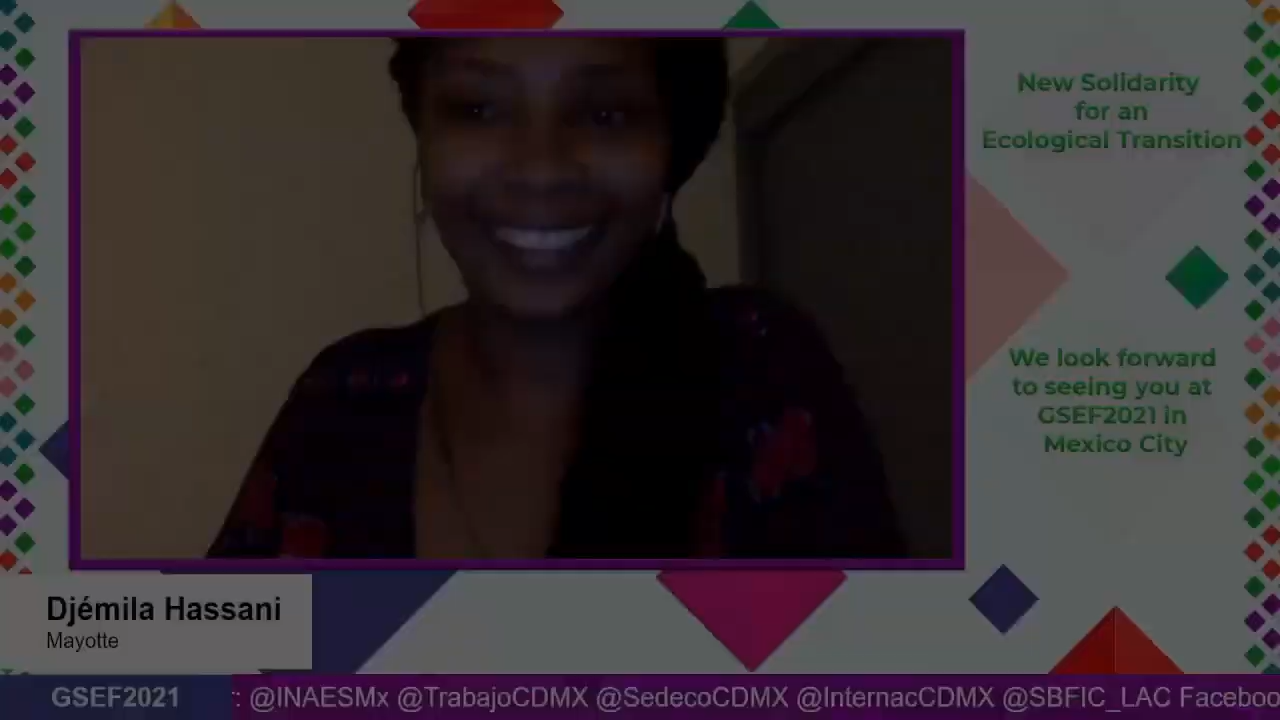 New Solidarity
for an
Ecological Transition
We look forward
to seeing you at
GSEF2021 in
Mexico City
Djémila Hassani
Mayotte
GSEF2021
: @INAESMx @TrabajoCDMX @SedecoCDMX @InternacCDMX @SBFIC_LAC Faceboo